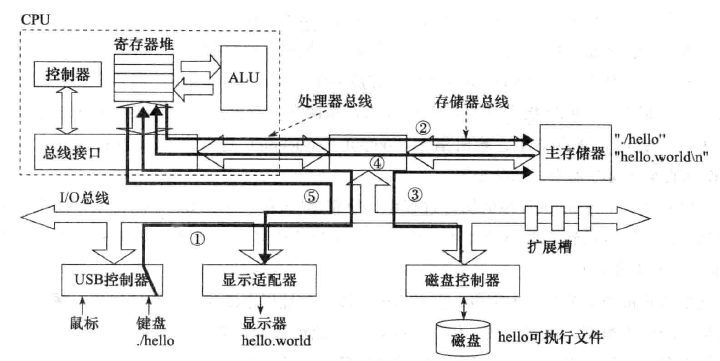 CPU
寄存器堆
控制器
ALU
处理器总线
存储器总线
②
"./hello"
总线接口
主存储器
"hello.world\n"
④
⑤
③
I/O总线
①
扩展槽
USB控制器
显示适配器
磁盘控制器
鼠标
键盘
./hello
显示器
hello.world
磁盘
hello可执行文件